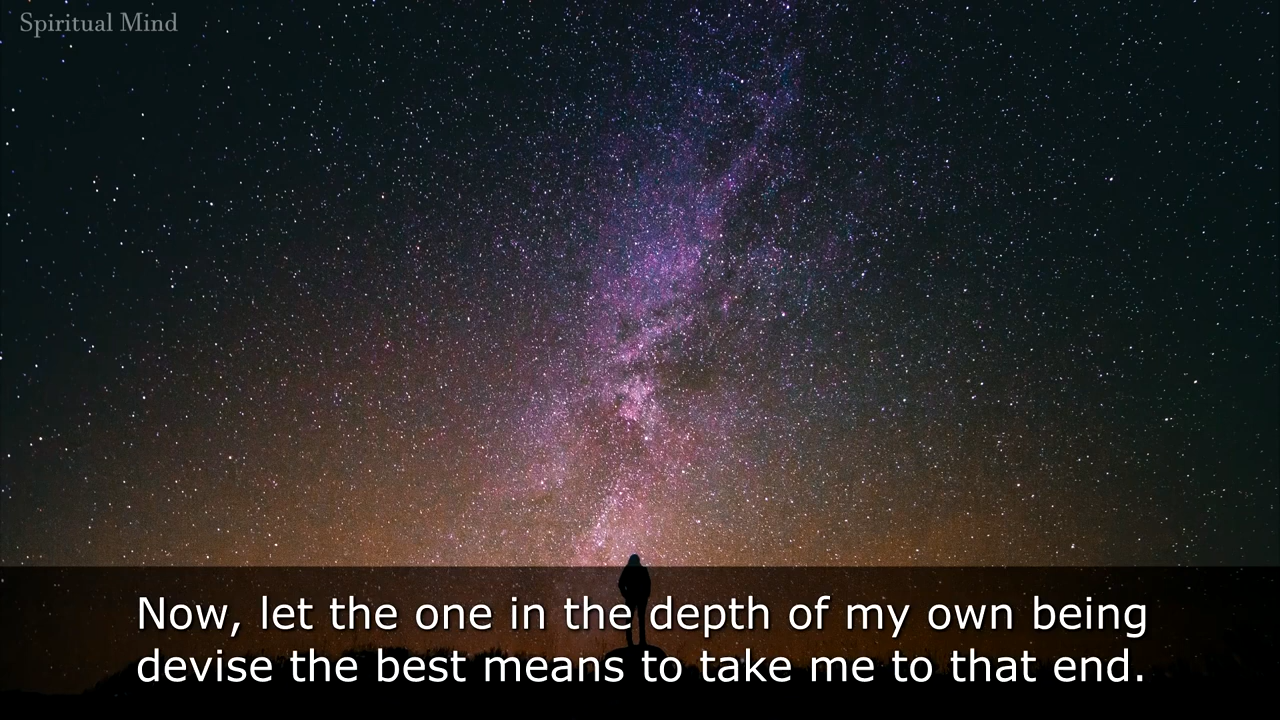 Spiritual Mind
Now, let the one in the depth of my own being
devise the best means to take me to that end.